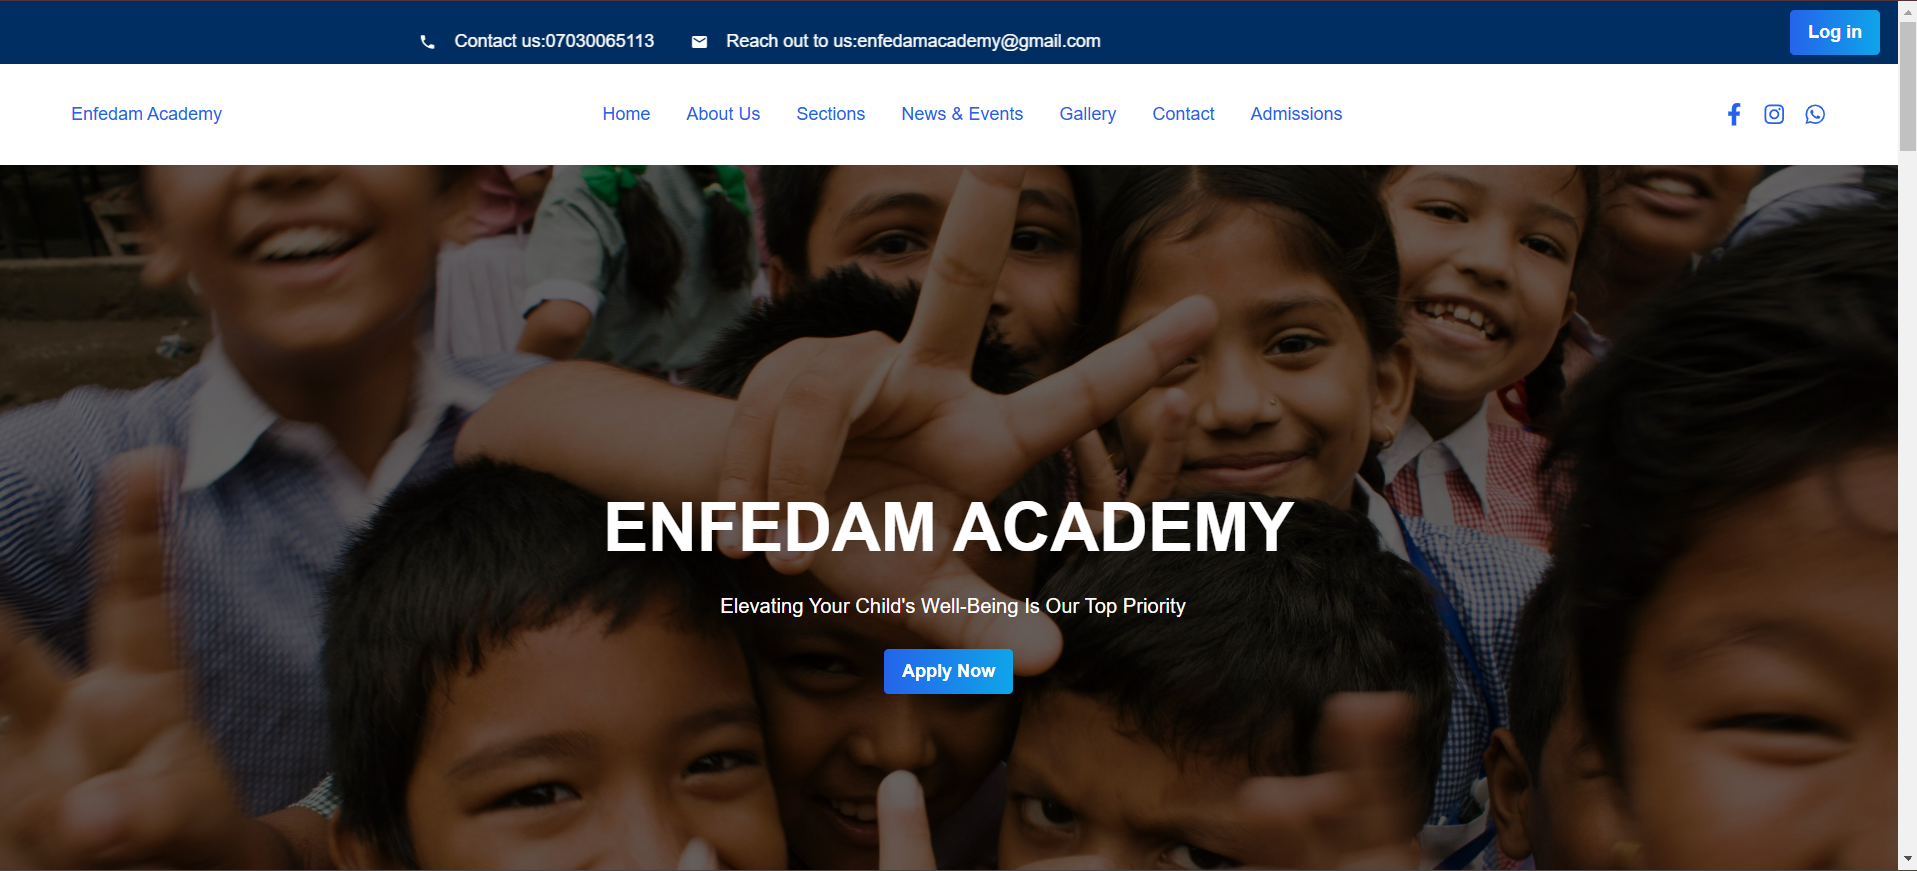 Contact us:07030065113 Reach out to us:enfedamacademy@gmail.com Log in
Enfedam Academy Home About Us Sections News & Events Gallery Contact Admissions
ENFEDAM ACADEMY
Elevating Your Child's Well-Being Is Our Top Priority
Apply Now